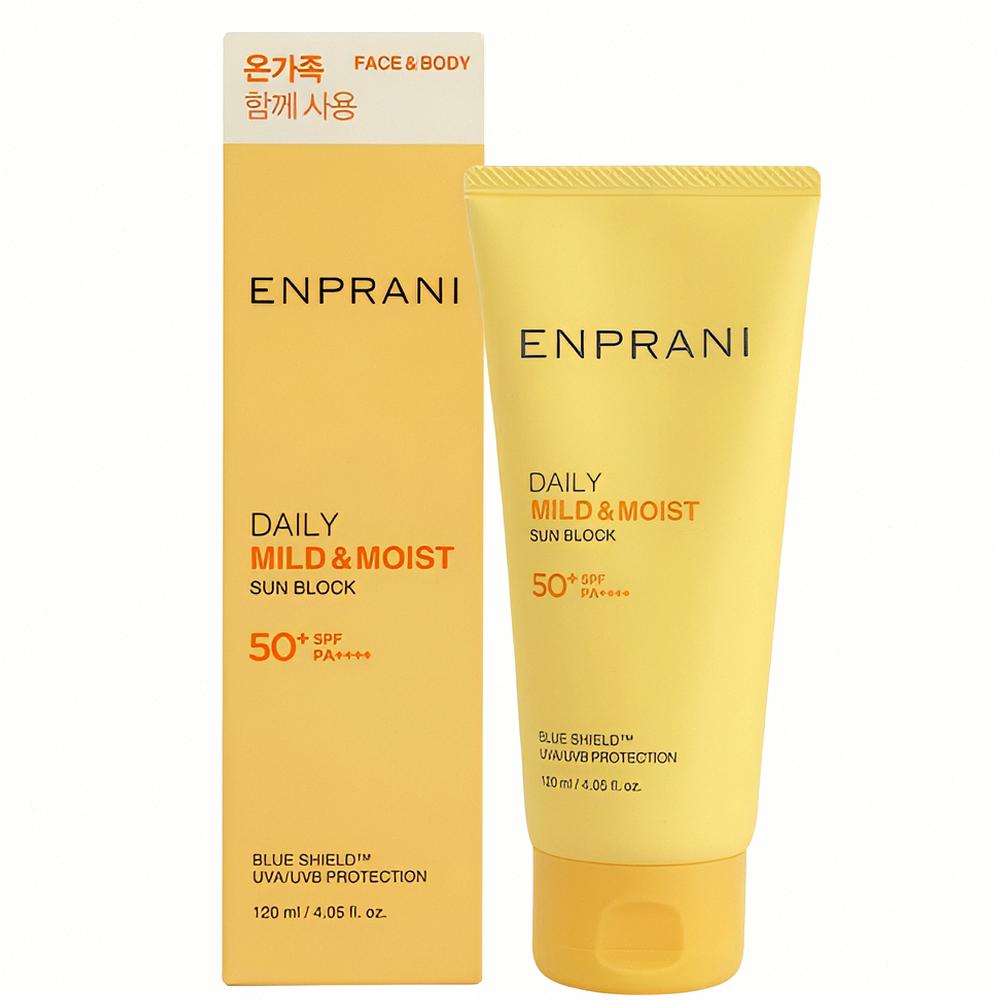 온가족 FACE & BODY
함께 사용
ENPRANI
DAILY
MILD & MOIST
SUN BLOCK
50+ SPF
PA++++
BLUE SHIELD™
UVA/UVB PROTECTION
120 ml / 4.05 fl. oz.
ENPRANI
DAILY
MILD & MOIST
SUN BLOCK
50+ SPF
PA++++
BLUE SHIELD™
UVA/UVB PROTECTION
120 ml / 4.05 fl. oz.